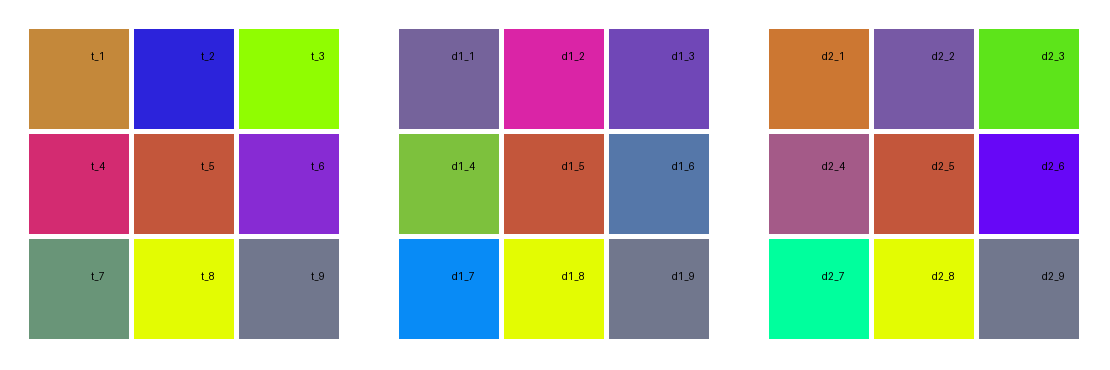 t_1 t_2 t_3 d1_1 d1_2 d1_3 d2_1 d2_2 d2_3
t_4 t_5 t_6 d1_4 d1_5 d1_6 d2_4 d2_5 d2_6
t_7 t_8 t_9 d1_7 d1_8 d1_9 d2_7 d2_8 d2_9